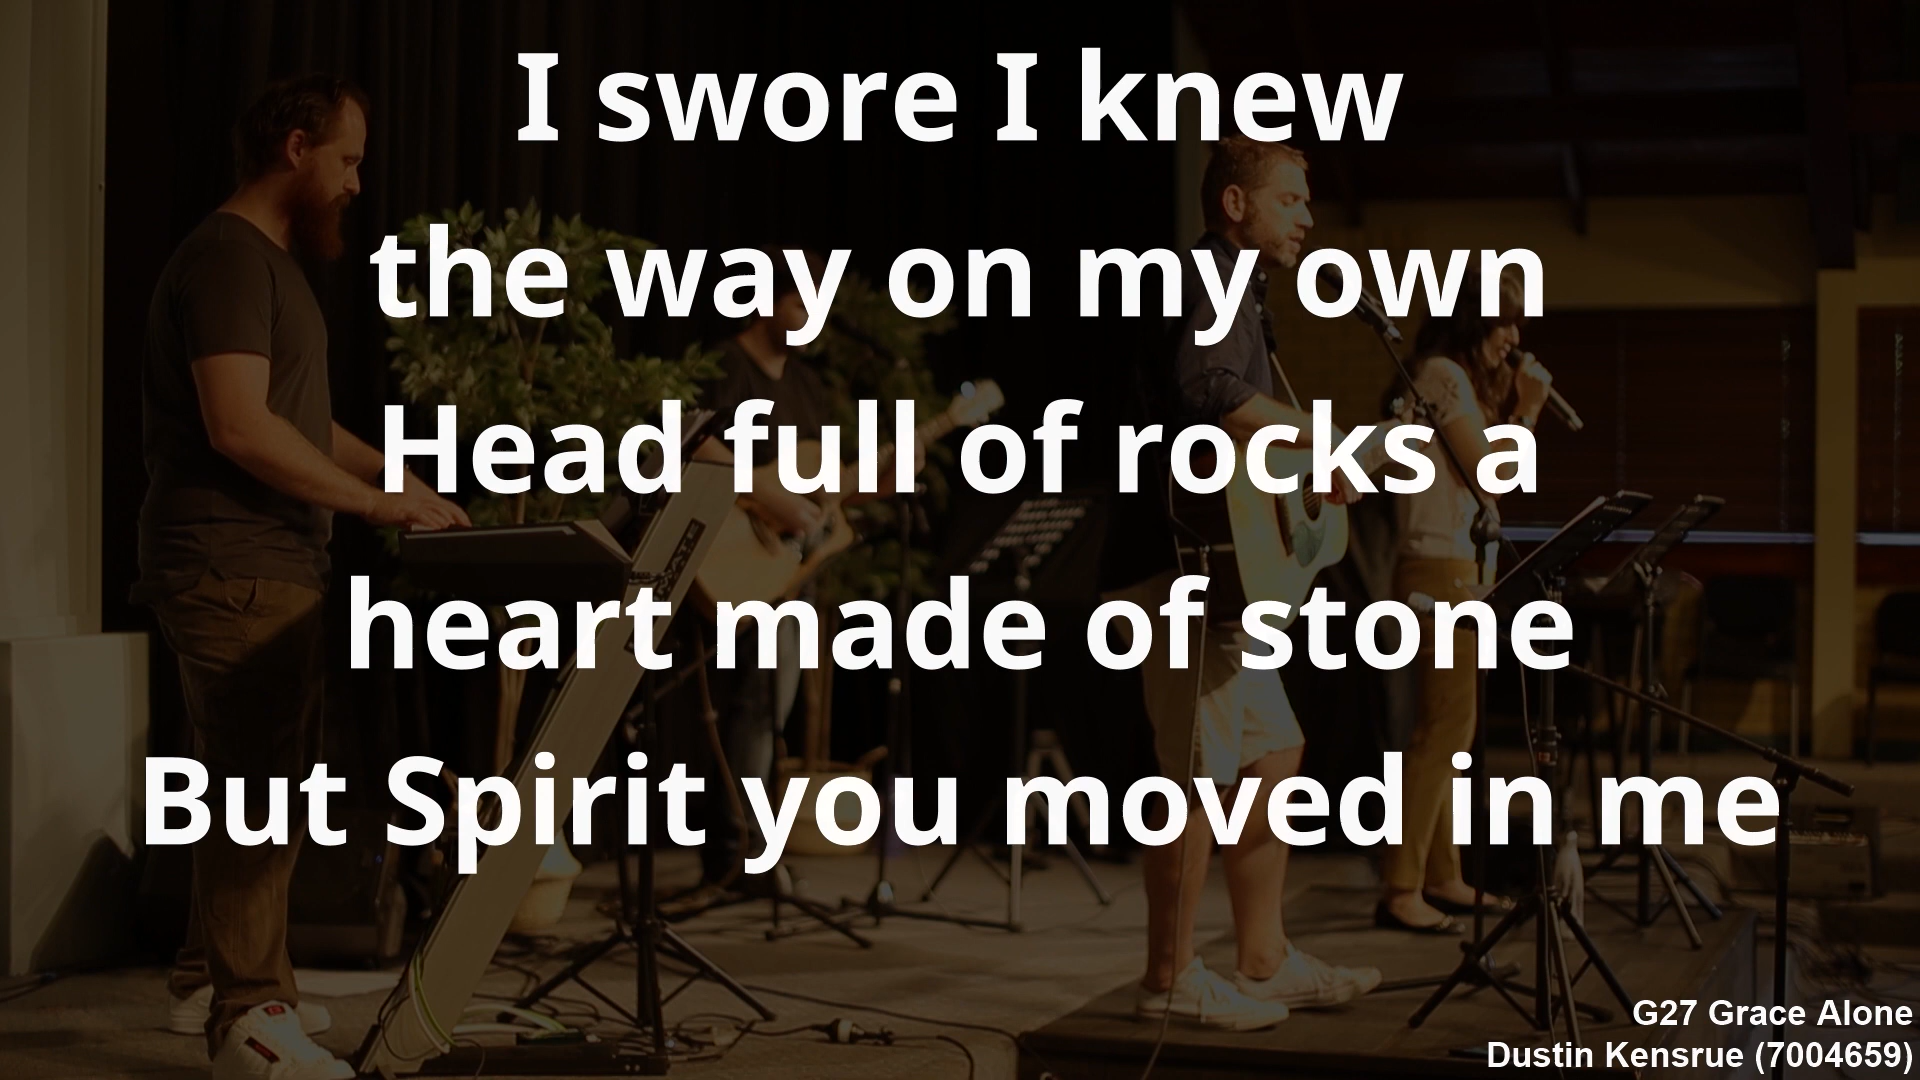 I swore I knew
the way on my own
Head full of rocks a
heart made of stone
But Spirit you moved in me
G27 Grace Alone
Dustin Kensrue (7004659)